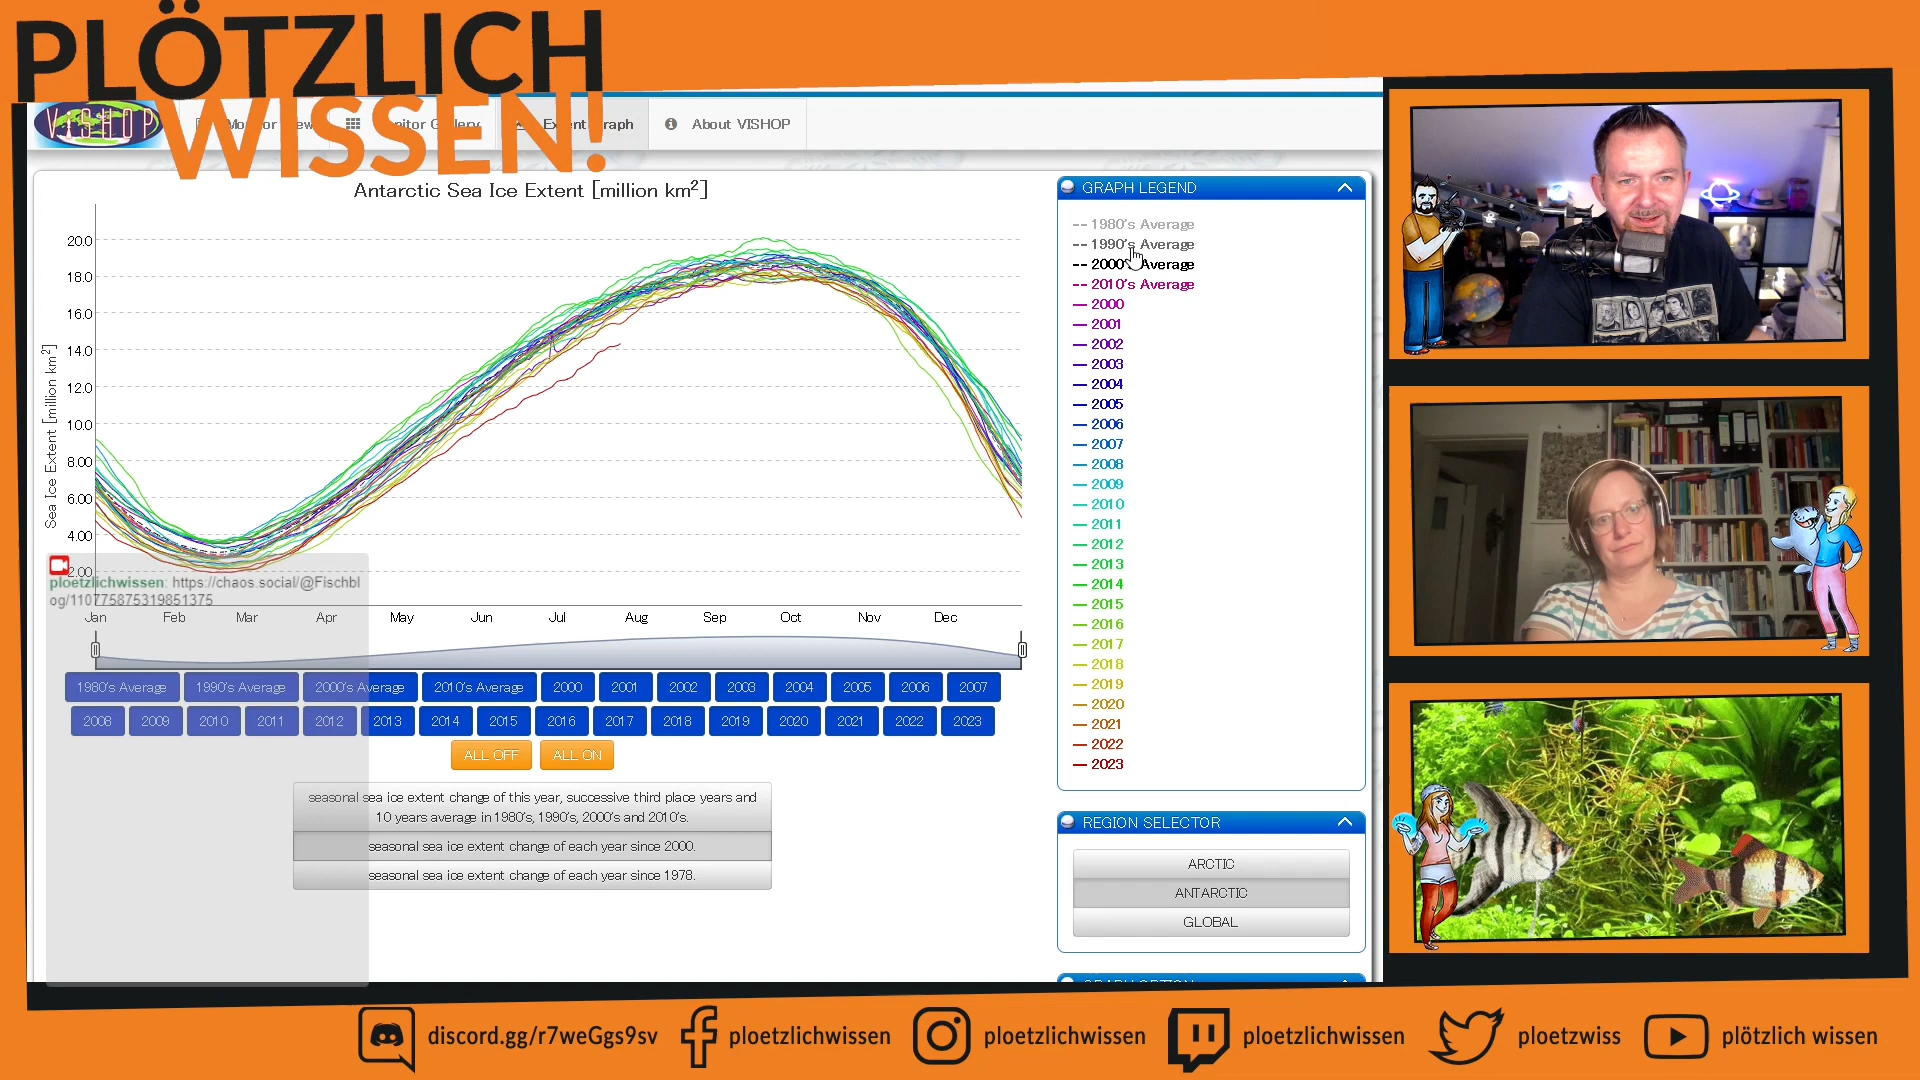 PLÖTZLICH
WISSEN!
VISHOP
Extent Graph
About VISHOP
Antarctic Sea Ice Extent [million km²]
Sea Ice Extent [million km²]
20.0
18.0
16.0
14.0
12.0
10.0
8.00
6.00
4.00
2.00
Jan Feb Mar Apr May Jun Jul Aug Sep Oct Nov Dec
ploetzlichwissen: https://chaos.social/@Fischbl
og/110775875319851375
1980's Average 1990's Average 2000's Average 2010's Average 2000 2001 2002 2003 2004 2005 2006 2007
2008 2009 2010 2011 2012 2013 2014 2015 2016 2017 2018 2019 2020 2021 2022 2023
ALL OFF ALL ON
seasonal sea ice extent change of this year, successive third place years and
10 years average in 1980's, 1990's, 2000's and 2010's.
seasonal sea ice extent change of each year since 2000.
seasonal sea ice extent change of each year since 1978.
GRAPH LEGEND
-- 1980's Average
-- 1990's Average
-- 2000's Average
-- 2010's Average
— 2000
— 2001
— 2002
— 2003
— 2004
— 2005
— 2006
— 2007
— 2008
— 2009
— 2010
— 2011
— 2012
— 2013
— 2014
— 2015
— 2016
— 2017
— 2018
— 2019
— 2020
— 2021
— 2022
— 2023
REGION SELECTOR
ARCTIC
ANTARCTIC
GLOBAL
discord.gg/r7weGgs9sv
ploetzlichwissen
ploetzlichwissen
ploetzlichwissen
ploetzwiss
plötzlich wissen